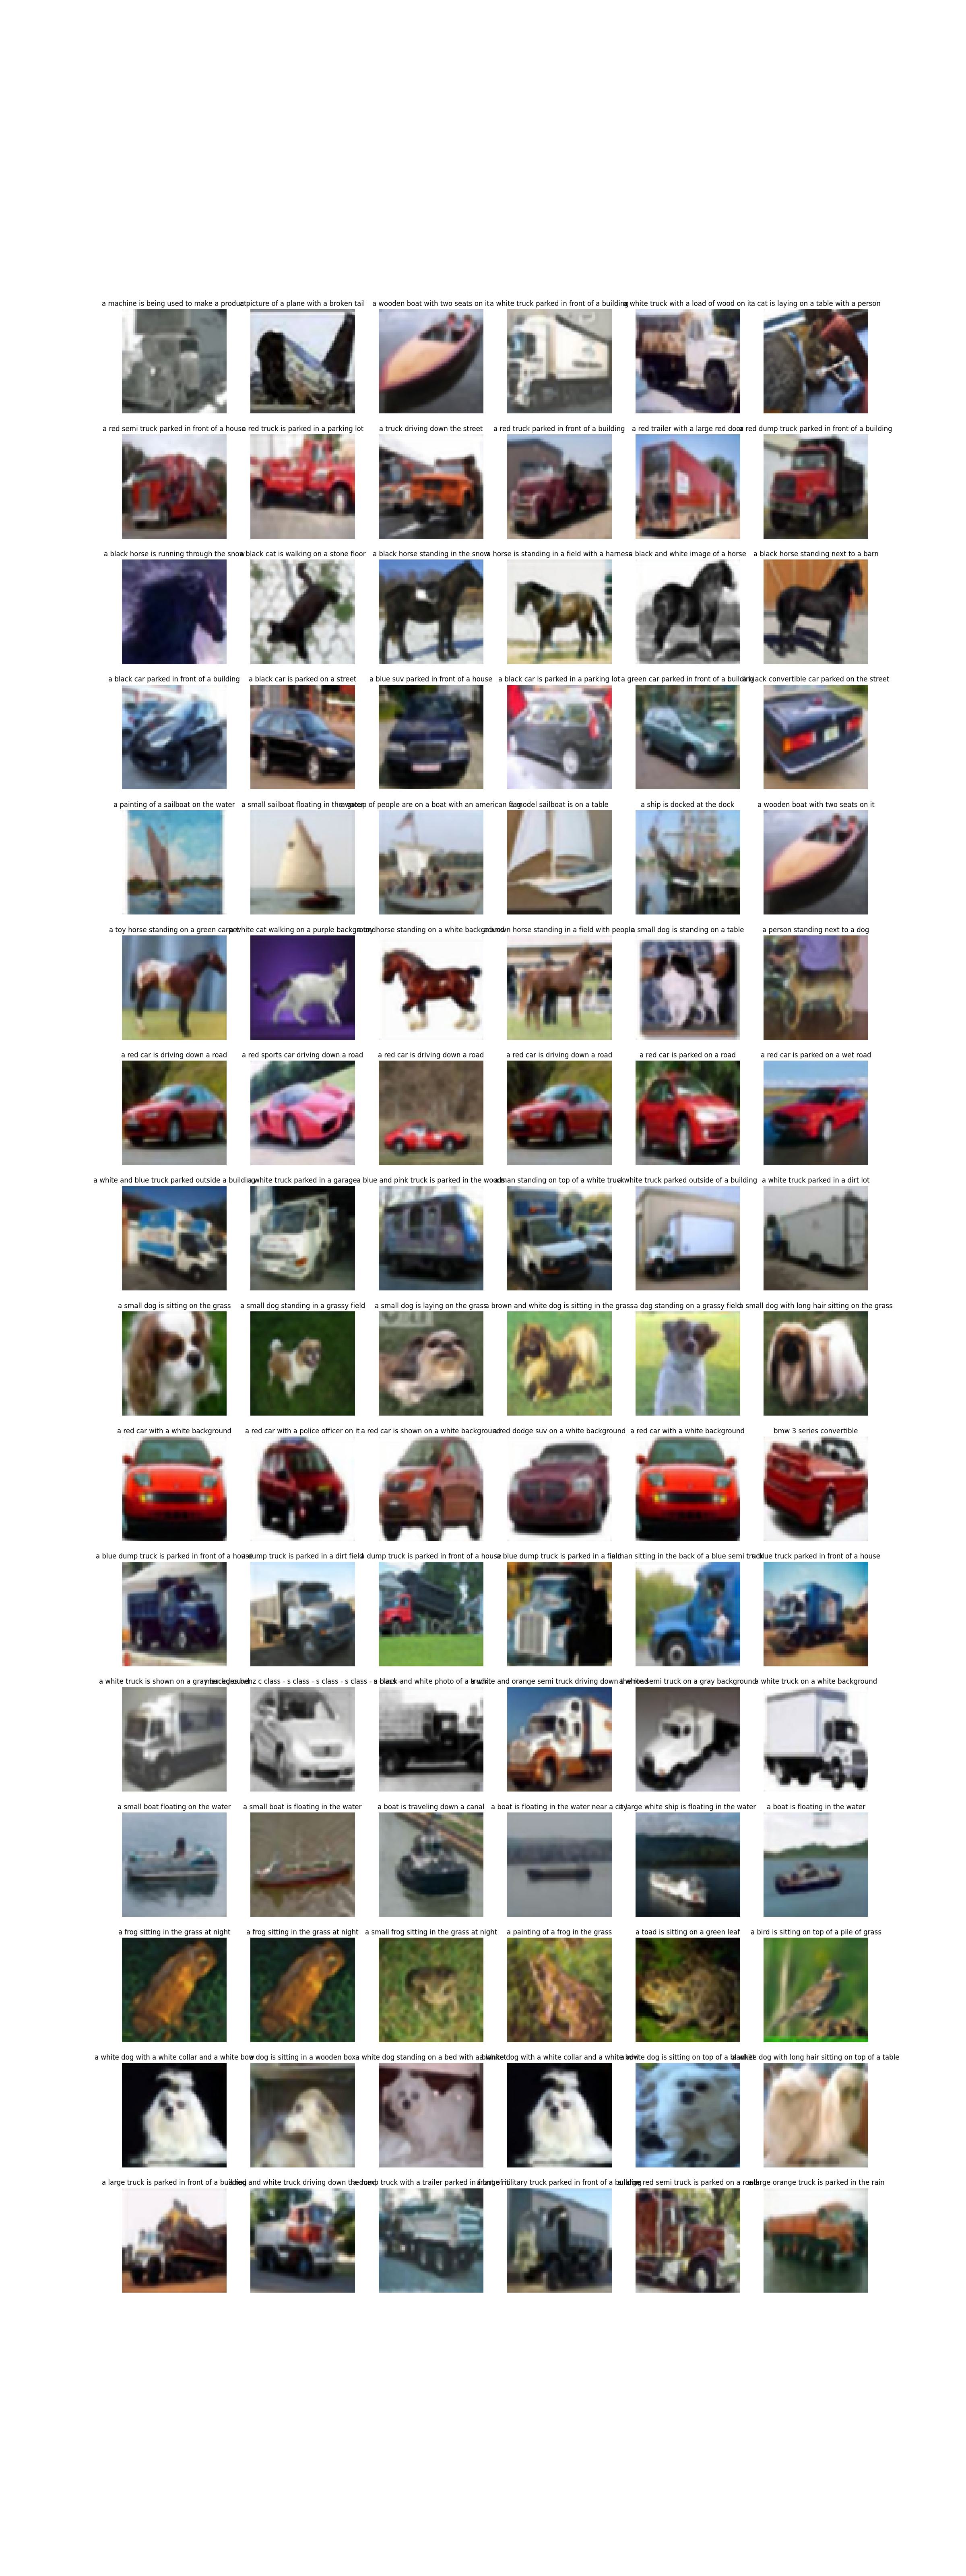 a machine is being used to make a product
a picture of a plane with a broken tail
a wooden boat with two seats on it
a white truck parked in front of a building
a white truck with a load of wood on it
a cat is laying on a table with a person
a red semi truck parked in front of a house
a red truck is parked in a parking lot
a truck driving down the street
a red truck parked in front of a building
a red trailer with a large red door
a red dump truck parked in front of a building
a black horse is running through the snow
a black cat is walking on a stone floor
a black horse standing in the snow
a horse is standing in a field with a harness
a black and white image of a horse
a black horse standing next to a barn
a black car parked in front of a building
a black car is parked on a street
a blue suv parked in front of a house
a black car is parked in a parking lot
a green car parked in front of a building
a black convertible car parked on the street
a painting of a sailboat on the water
a small sailboat floating in the water
a group of people are on a boat with an american flag
a model sailboat is on a table
a ship is docked at the dock
a wooden boat with two seats on it
a toy horse standing on a green carpet
a white cat walking on a purple background
a toy horse standing on a white background
a brown horse standing in a field with people
a small dog is standing on a table
a person standing next to a dog
a red car is driving down a road
a red sports car driving down a road
a red car is driving down a road
a red car is driving down a road
a red car is parked on a road
a red car is parked on a wet road
a white and blue truck parked outside a building
a white truck parked in a garage
a blue and pink truck is parked in the woods
a man standing on top of a white truck
a white truck parked outside of a building
a white truck parked in a dirt lot
a small dog is sitting on the grass
a small dog standing in a grassy field
a small dog is laying on the grass
a brown and white dog is sitting in the grass
a dog standing on a grassy field
a small dog with long hair sitting on the grass
a red car with a white background
a red car with a police officer on it
a red car is shown on a white background
a red dodge suv on a white background
a red car with a white background
bmw 3 series convertible
a blue dump truck is parked in front of a house
a dump truck is parked in a dirt field
a dump truck is parked in front of a house
a blue dump truck is parked in a field
a man sitting in the back of a blue semi truck
a blue truck parked in front of a house
a white truck is shown on a gray background
mercedes benz c class - s class - s class - s class - s class -
a black and white photo of a truck
a white and orange semi truck driving down the road
a white semi truck on a gray background
a white truck on a white background
a small boat floating on the water
a small boat is floating in the water
a boat is traveling down a canal
a boat is floating in the water near a city
a large white ship is floating in the water
a boat is floating in the water
a frog sitting in the grass at night
a frog sitting in the grass at night
a small frog sitting in the grass at night
a painting of a frog in the grass
a toad is sitting on a green leaf
a bird is sitting on top of a pile of grass
a white dog with a white collar and a white bow
a dog is sitting in a wooden box
a white dog standing on a bed with a blanket
a white dog with a white collar and a white bow
a white dog is sitting on top of a blanket
a white dog with long hair sitting on top of a table
a large truck is parked in front of a building
a red and white truck driving down the road
a dump truck with a trailer parked in front of it
a large military truck parked in front of a building
a large red semi truck is parked on a road
a large orange truck is parked in the rain